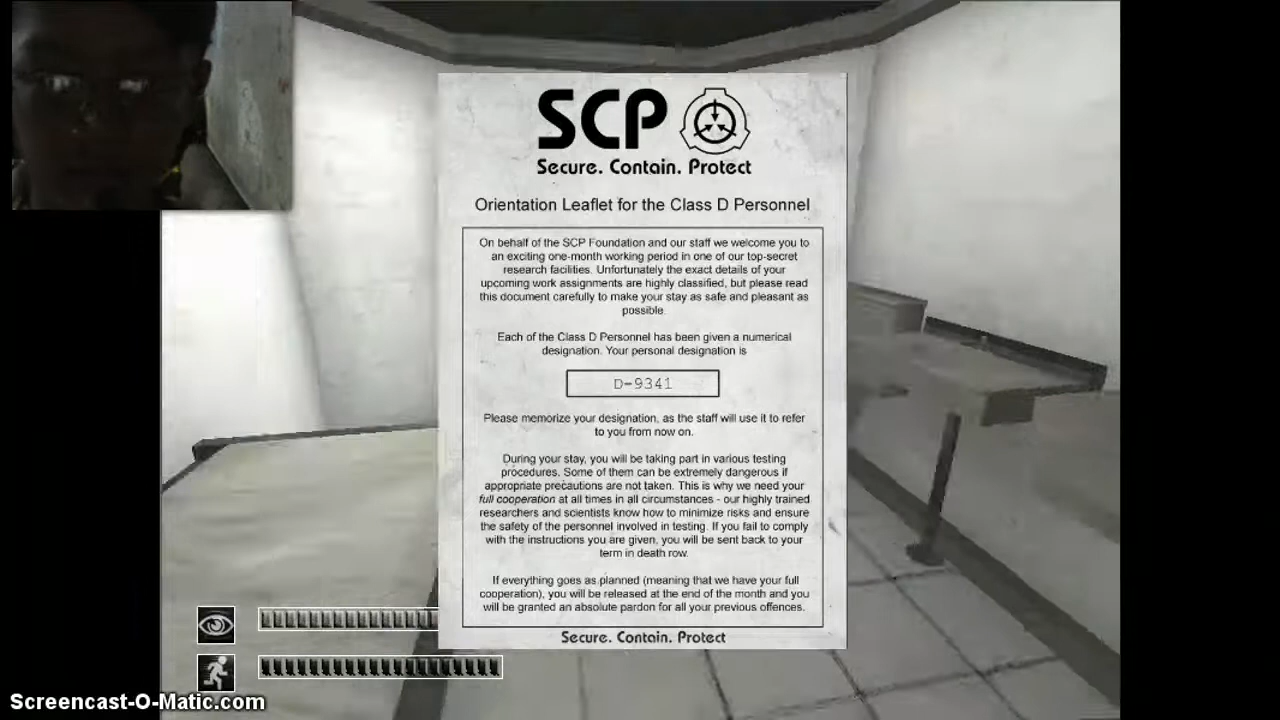 SCP
Secure. Contain. Protect
Orientation Leaflet for the Class D Personnel
On behalf of the SCP Foundation and our staff we welcome you to
an exciting one-month working period in one of our top-secret
research facilities. Unfortunately the exact details of your
upcoming work assignments are highly classified, but please read
this document carefully to make your stay as safe and pleasant as
possible.
Each of the Class D Personnel has been given a numerical
designation. Your personal designation is
D-9341
Please memorize your designation, as the staff will use it to refer
to you from now on.
During your stay, you will be taking part in various testing
procedures. Some of them can be extremely dangerous if
appropriate precautions are not taken. This is why we need your
full cooperation at all times in all circumstances - our highly trained
researchers and scientists know how to minimize risks and ensure
the safety of the personnel involved in testing. If you fail to comply
with the instructions you are given, you will be sent back to your
term in death row.
If everything goes as planned (meaning that we have your full
cooperation), you will be released at the end of the month and you
will be granted an absolute pardon for all your previous offences.
Secure. Contain. Protect
Screencast-O-Matic.com